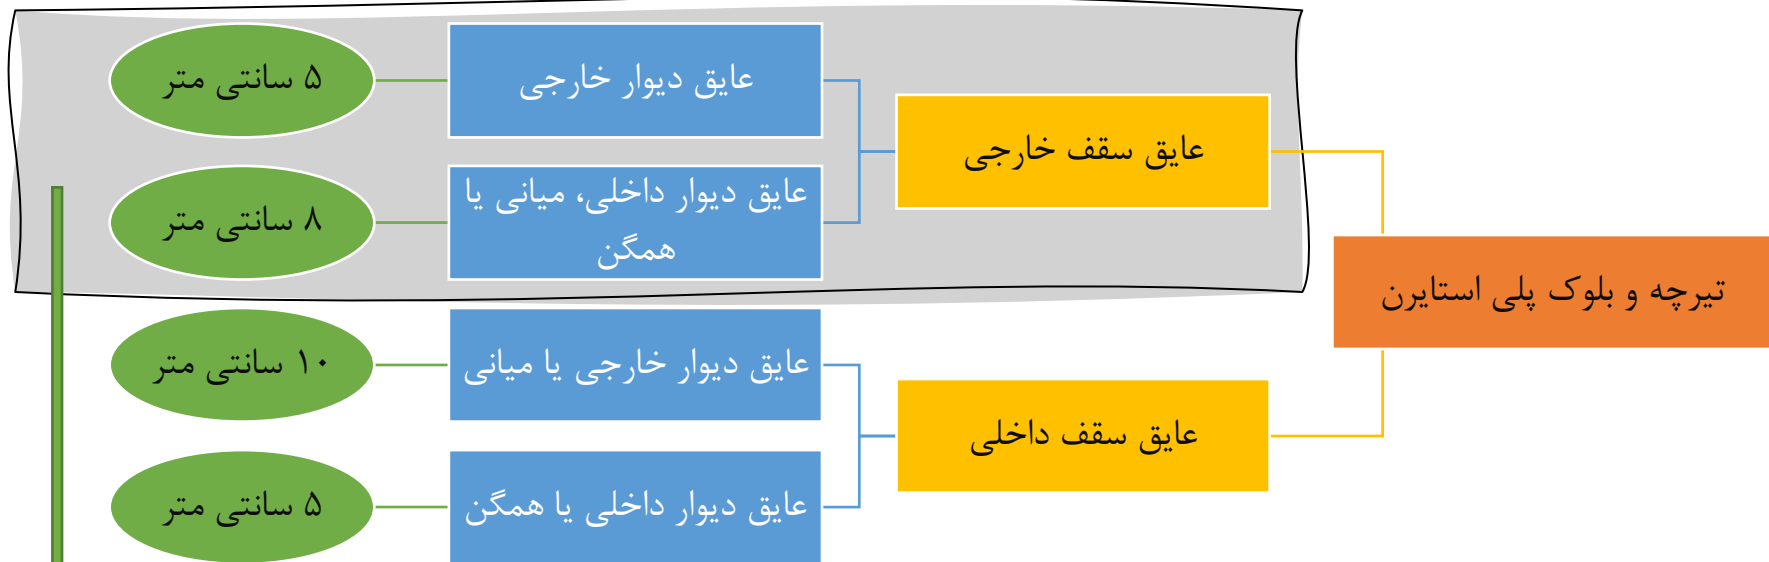 تیرچه و بلوک پلی استایرن
عایق سقف خارجی
عایق دیوار خارجی
۵ سانتی متر
عایق دیوار داخلی، میانی یا
همگن
۸ سانتی متر
عایق سقف داخلی
عایق دیوار خارجی یا میانی
۱۰ سانتی متر
عایق دیوار داخلی یا همگن
۵ سانتی متر